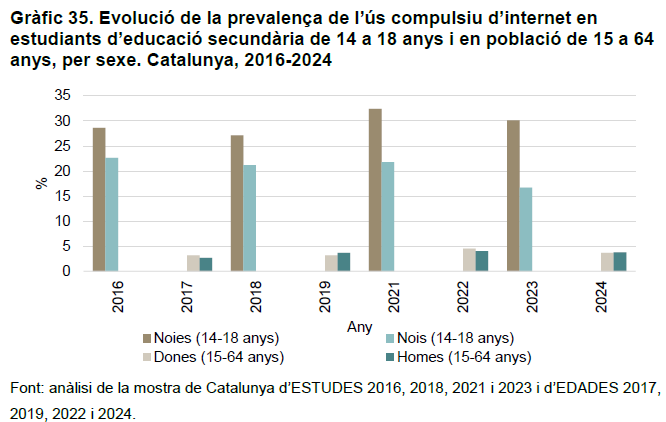 Gràfic 35. Evolució de la prevalença de l’ús compulsiu d’internet en
estudiants d’educació secundària de 14 a 18 anys i en població de 15 a 64
anys, per sexe. Catalunya, 2016-2024
35
30
25
20
15
10
5
0
%
2016
2017
2018
2019
2021
2022
2023
2024
Any
Noies (14-18 anys)
Nois (14-18 anys)
Dones (15-64 anys)
Homes (15-64 anys)
Font: anàlisi de la mostra de Catalunya d’ESTUDES 2016, 2018, 2021 i 2023 i d’EDADES 2017,
2019, 2022 i 2024.